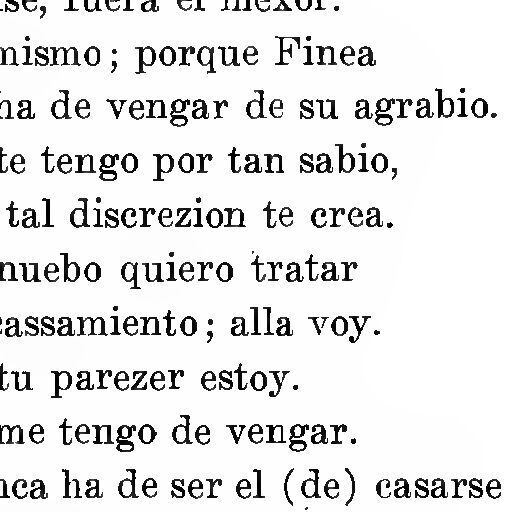 se, fuera el mexor.
mismo; porque Finea
ha de vengar de su agrabio.
te tengo por tan sabio,
tal discrezion te crea.
nuebo quiero tratar
cassamiento; alla voy.
tu parezer estoy.
me tengo de vengar.
nca ha de ser el (de) casarse